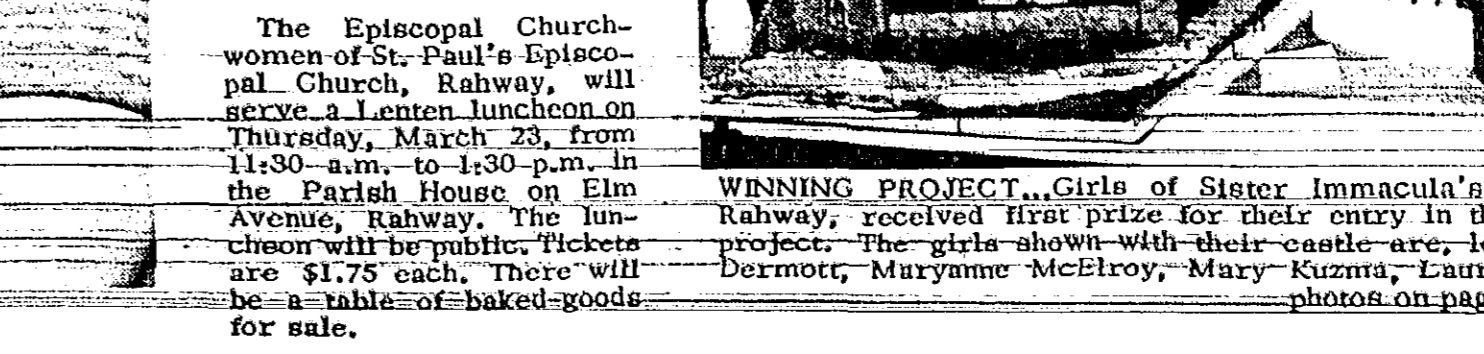 The Episcopal Church-
women of St. Paul's Episco-
pal Church, Rahway, will
serve a Lenten luncheon on
Thursday, March 23, from
11:30 a.m. to 1:30 p.m. in
the Parish House on Elm
Avenue, Rahway. The lun-
cheon will be public. Tickets
are $1.75 each. There will
be a table of baked goods
for sale.
WINNING PROJECT...Girls of Sister Immacula's
Rahway, received first prize for their entry in th
project. The girls shown with their castle are, le
Dermott, Maryanne McElroy, Mary Kuzma, Laur
photos on pag